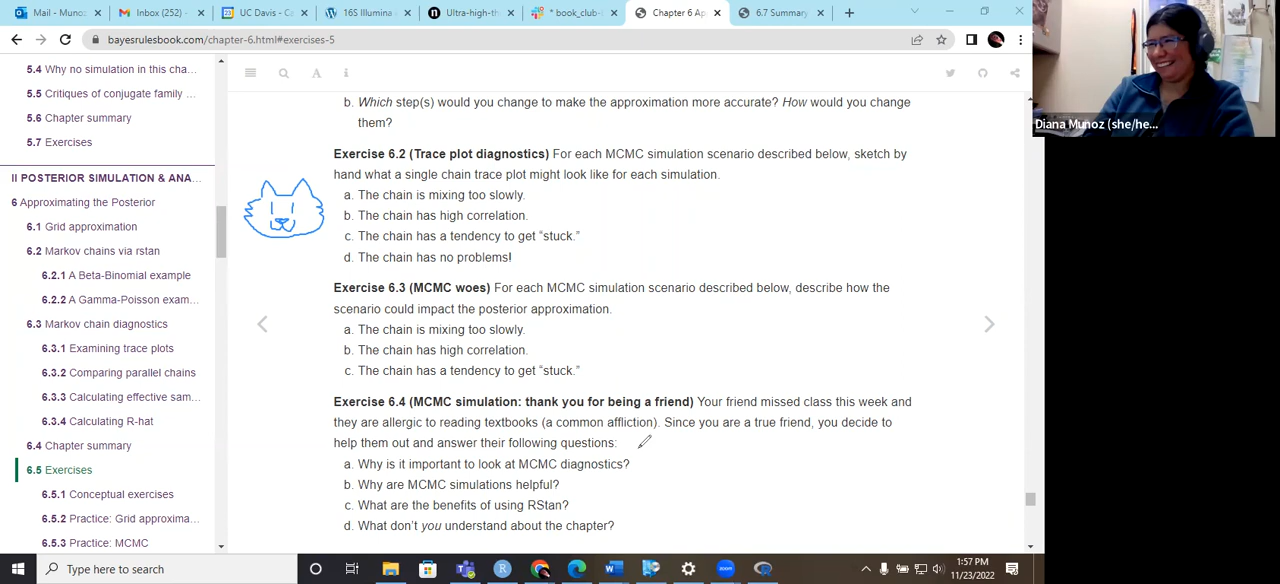 Mail - Munoz
Inbox (252) -
UC Davis - Ca
16S Illumina
Ultra-high-th
* book_club-
Chapter 6 Ap
6.7 Summary
bayesrulesbook.com/chapter-6.html#exercises-5
5.4 Why no simulation in this cha...
5.5 Critiques of conjugate family ...
5.6 Chapter summary
5.7 Exercises
II POSTERIOR SIMULATION & ANA...
6 Approximating the Posterior
6.1 Grid approximation
6.2 Markov chains via rstan
6.2.1 A Beta-Binomial example
6.2.2 A Gamma-Poisson exam...
6.3 Markov chain diagnostics
6.3.1 Examining trace plots
6.3.2 Comparing parallel chains
6.3.3 Calculating effective sam...
6.3.4 Calculating R-hat
6.4 Chapter summary
6.5 Exercises
6.5.1 Conceptual exercises
6.5.2 Practice: Grid approxima...
6.5.3 Practice: MCMC
b. Which step(s) would you change to make the approximation more accurate? How would you change
them?
Exercise 6.2 (Trace plot diagnostics) For each MCMC simulation scenario described below, sketch by
hand what a single chain trace plot might look like for each simulation.
a. The chain is mixing too slowly.
b. The chain has high correlation.
c. The chain has a tendency to get “stuck.”
d. The chain has no problems!
Exercise 6.3 (MCMC woes) For each MCMC simulation scenario described below, describe how the
scenario could impact the posterior approximation.
a. The chain is mixing too slowly.
b. The chain has high correlation.
c. The chain has a tendency to get “stuck.”
Exercise 6.4 (MCMC simulation: thank you for being a friend) Your friend missed class this week and
they are allergic to reading textbooks (a common affliction). Since you are a true friend, you decide to
help them out and answer their following questions:
a. Why is it important to look at MCMC diagnostics?
b. Why are MCMC simulations helpful?
c. What are the benefits of using RStan?
d. What don’t you understand about the chapter?
Diana Munoz (she/he...
Type here to search
1:57 PM
11/23/2022